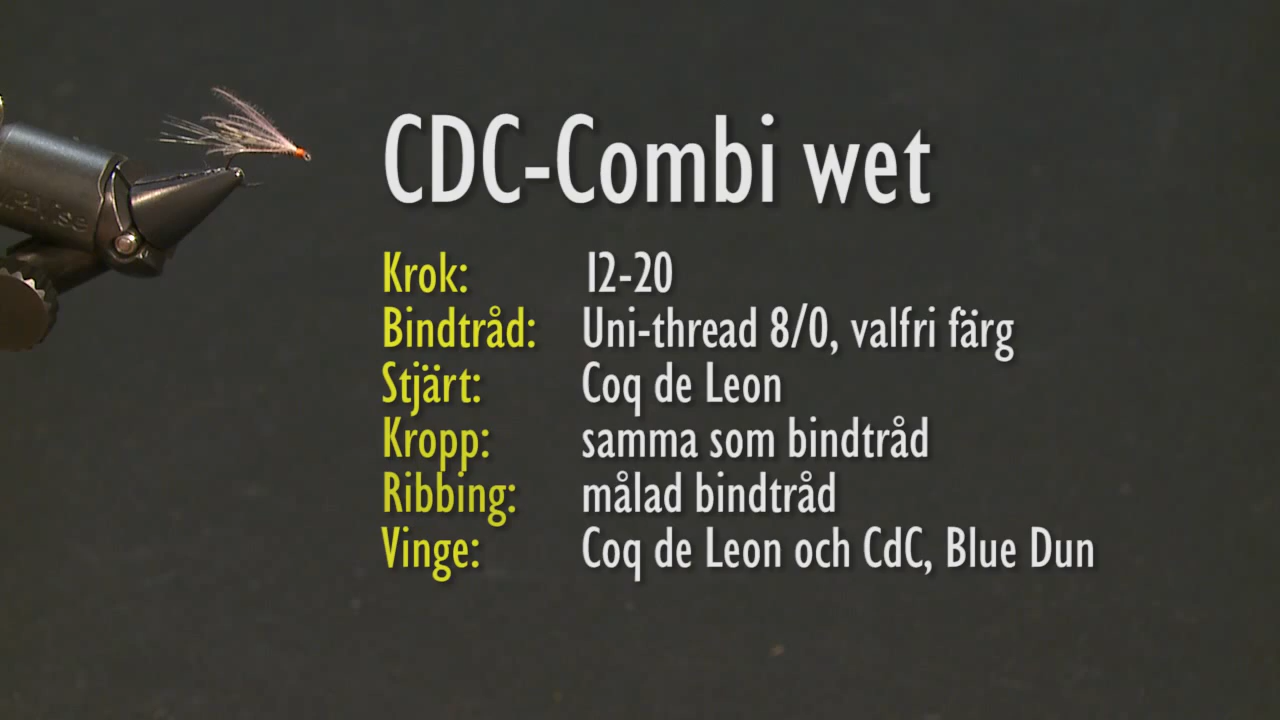 CDC-Combi wet
Krok: 12-20
Bindtråd: Uni-thread 8/0, valfri färg
Stjärt: Coq de Leon
Kropp: samma som bindtråd
Ribbing: målad bindtråd
Vinge: Coq de Leon och CdC, Blue Dun